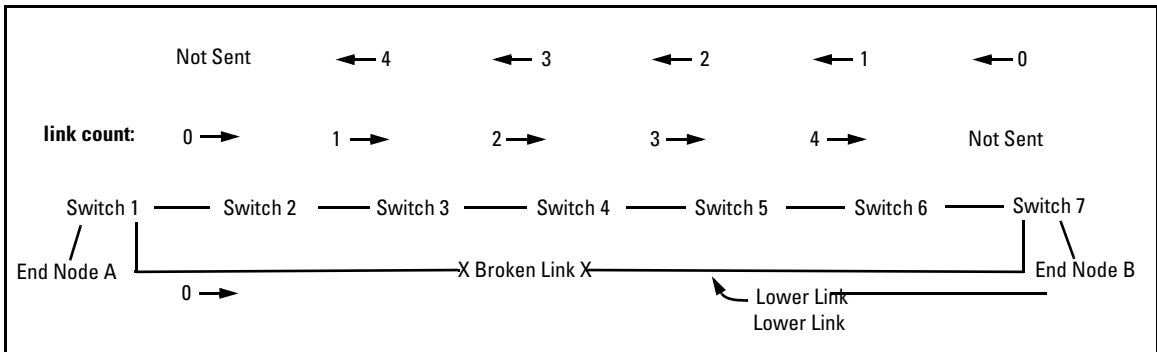 Not Sent 4 3 2 1 0
link count: 0 1 2 3 4 Not Sent
Switch 1 Switch 2 Switch 3 Switch 4 Switch 5 Switch 6 Switch 7
End Node A X Broken Link X End Node B
0 Lower Link
Lower Link